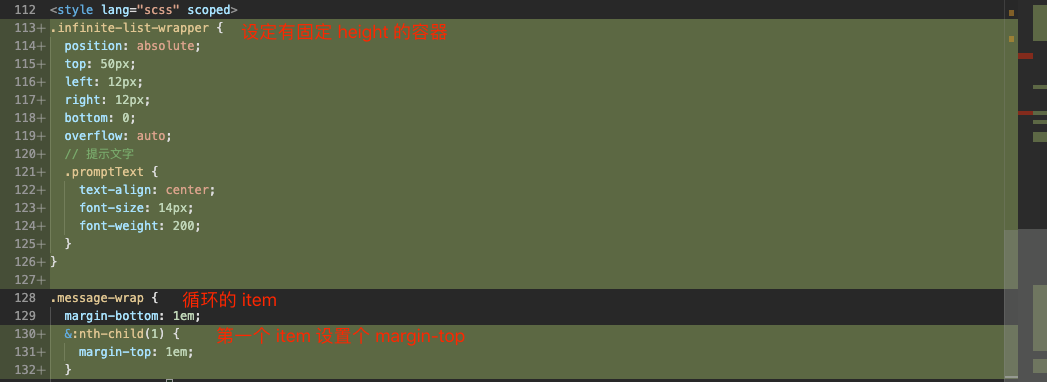 112 <style lang="scss" scoped>
113+ .infinite-list-wrapper { 设定有固定 height 的容器
114+ position: absolute;
115+ top: 50px;
116+ left: 12px;
117+ right: 12px;
118+ bottom: 0;
119+ overflow: auto;
120+ // 提示文字
121+ .promptText {
122+ text-align: center;
123+ font-size: 14px;
124+ font-weight: 200;
125+ }
126+ }
127+
128 .message-wrap { 循环的 item
129 margin-bottom: 1em;
130+ &:nth-child(1) { 第一个 item 设置个 margin-top
131+ margin-top: 1em;
132+ }